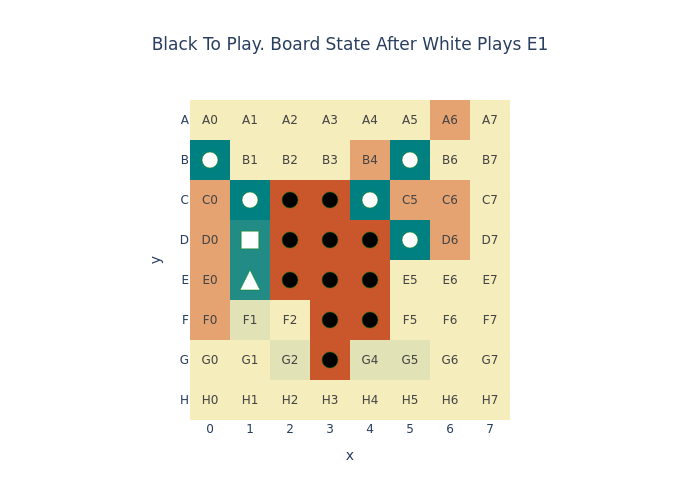 Black To Play. Board State After White Plays E1
A A0 A1 A2 A3 A4 A5 A6 A7
B B1 B2 B3 B4 B6 B7
C C0 C5 C6 C7
D D0 D6 D7
y
E E0 E5 E6 E7
F F0 F1 F2 F5 F6 F7
G G0 G1 G2 G4 G5 G6 G7
H H0 H1 H2 H3 H4 H5 H6 H7
0 1 2 3 4 5 6 7
x